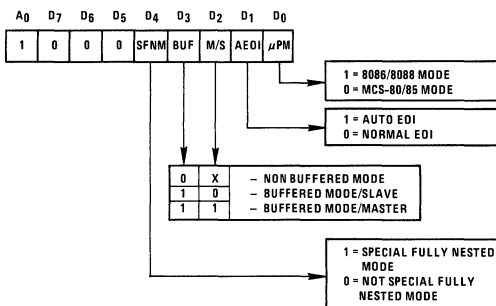 A0 D7 D6 D5 D4 D3 D2 D1 D0
1 0 0 0 SFNM BUF M/S AEOI μPM
1 = 8086/8088 MODE
0 = MCS-80/85 MODE
1 = AUTO EOI
0 = NORMAL EOI
0 X – NON BUFFERED MODE
1 0 – BUFFERED MODE/SLAVE
1 1 – BUFFERED MODE/MASTER
1 = SPECIAL FULLY NESTED
MODE
0 = NOT SPECIAL FULLY
NESTED MODE